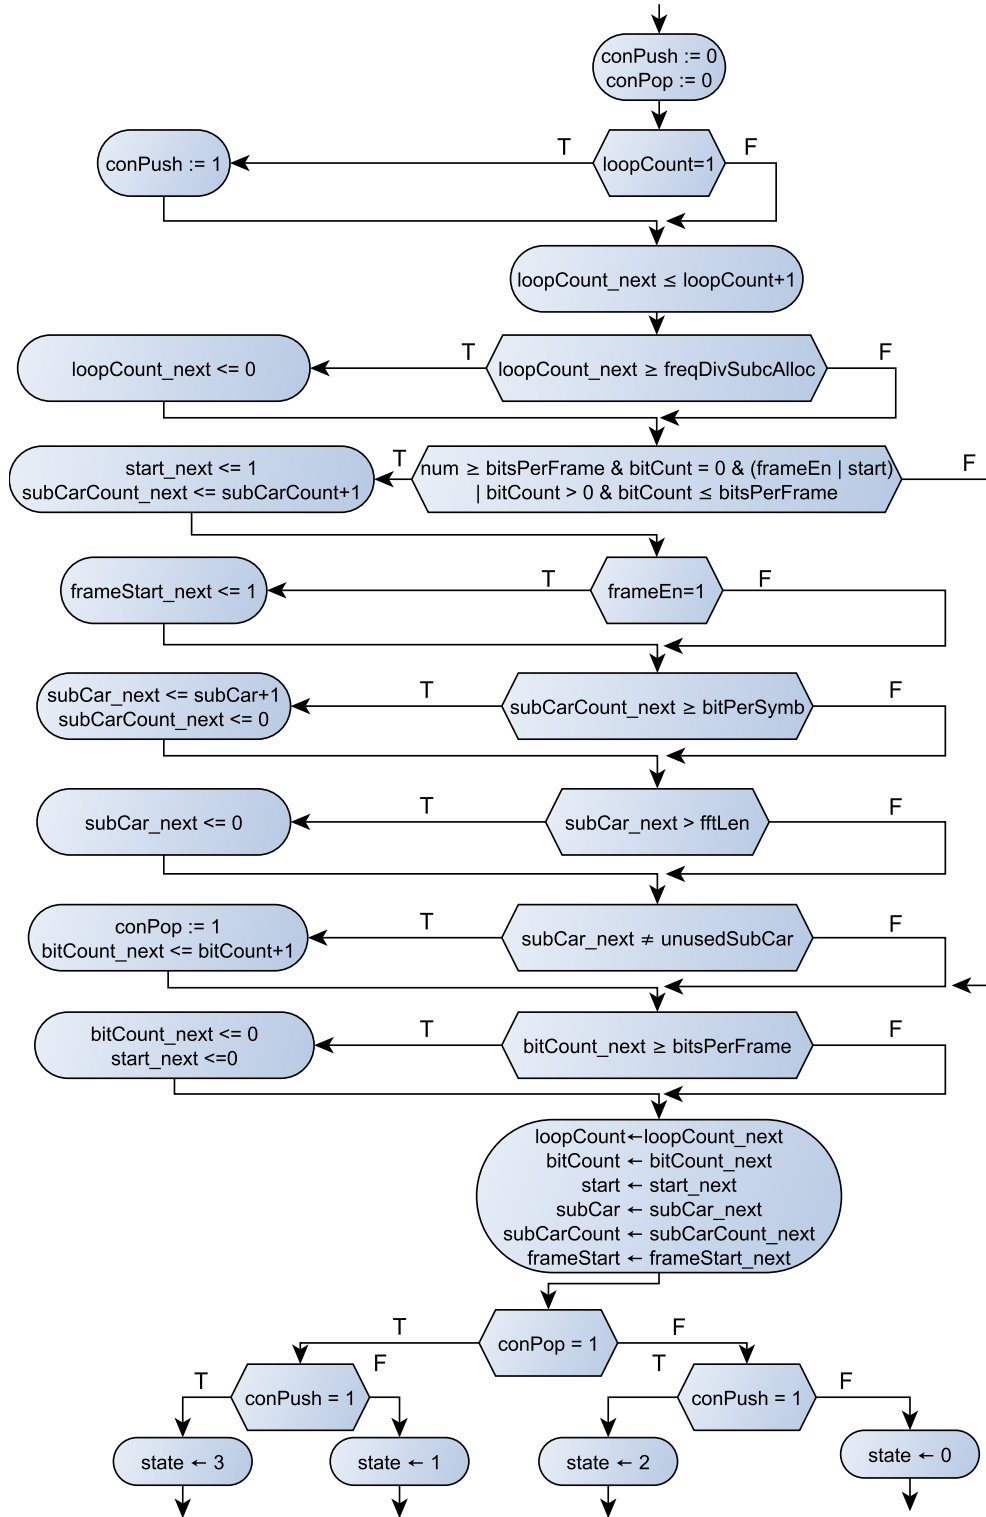 conPush := 0
conPop := 0
T
F
conPush := 1
loopCount=1
loopCount_next ≤ loopCount+1
T
F
loopCount_next <= 0
loopCount_next ≥ freqDivSubcAlloc
T
F
start_next <= 1
subCarCount_next <= subCarCount+1
num ≥ bitsPerFrame & bitCunt = 0 & (frameEn | start)
| bitCount > 0 & bitCount ≤ bitsPerFrame
T
F
frameStart_next <= 1
frameEn=1
T
F
subCar_next <= subCar+1
subCarCount_next <= 0
subCarCount_next ≥ bitPerSymb
T
F
subCar_next <= 0
subCar_next > fftLen
T
F
conPop := 1
bitCount_next <= bitCount+1
subCar_next ≠ unusedSubCar
T
F
bitCount_next <= 0
start_next <=0
bitCount_next ≥ bitsPerFrame
loopCount←loopCount_next
bitCount ← bitCount_next
start ← start_next
subCar ← subCar_next
subCarCount ← subCarCount_next
frameStart ← frameStart_next
T
F
conPop = 1
T
F
T
F
conPush = 1
conPush = 1
state ← 3
state ← 1
state ← 2
state ← 0